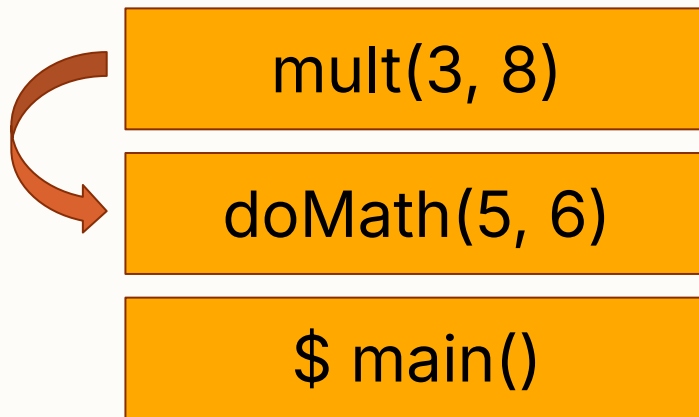 mult(3, 8)
doMath(5, 6)
$ main()